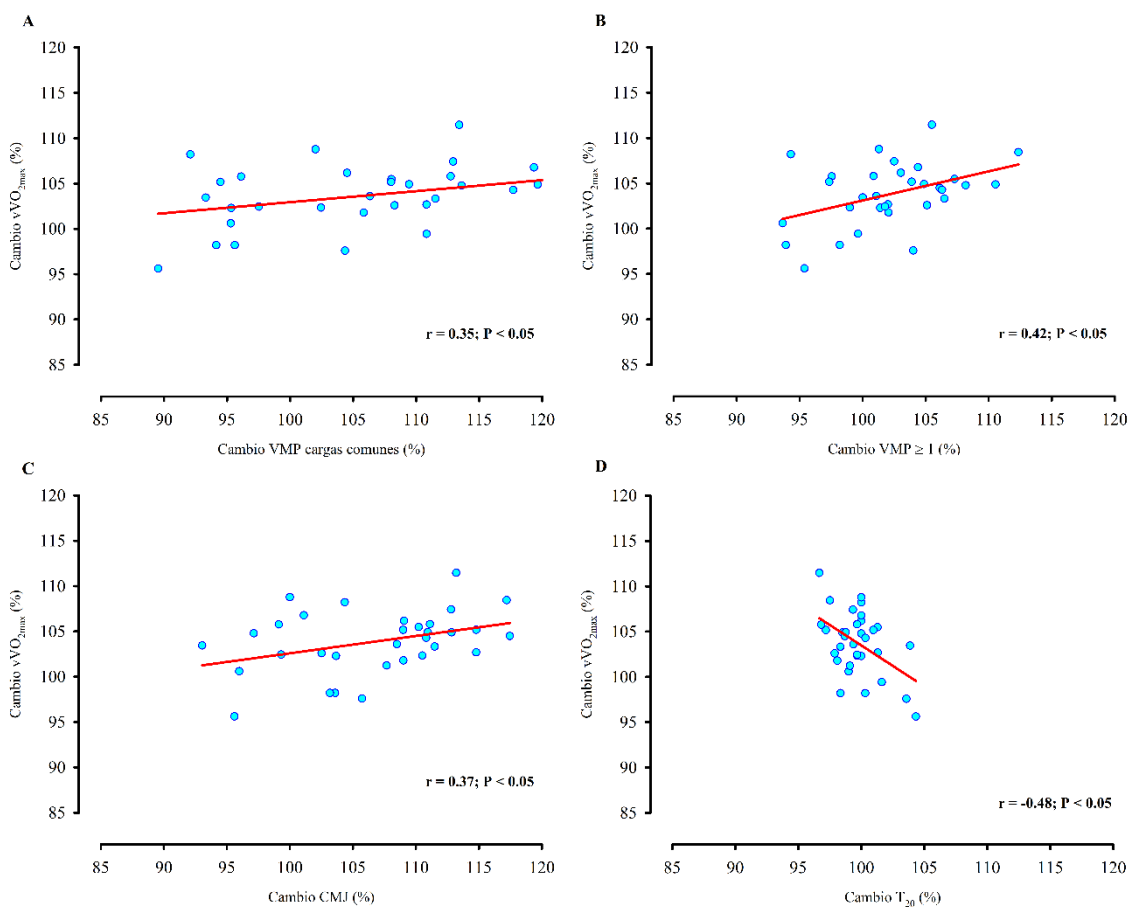 A
Cambio vVO2max (%)
120
115
110
105
100
95
90
85
r = 0.35; P < 0.05
85 90 95 100 105 110 115 120
Cambio VMP cargas comunes (%)
B
Cambio vVO2max (%)
120
115
110
105
100
95
90
85
r = 0.42; P < 0.05
85 90 95 100 105 110 115 120
Cambio VMP ≥ 1 (%)
C
Cambio vVO2max (%)
120
115
110
105
100
95
90
85
r = 0.37; P < 0.05
85 90 95 100 105 110 115 120
Cambio CMJ (%)
D
Cambio vVO2max (%)
120
115
110
105
100
95
90
85
r = -0.48; P < 0.05
85 90 95 100 105 110 115 120
Cambio T20 (%)